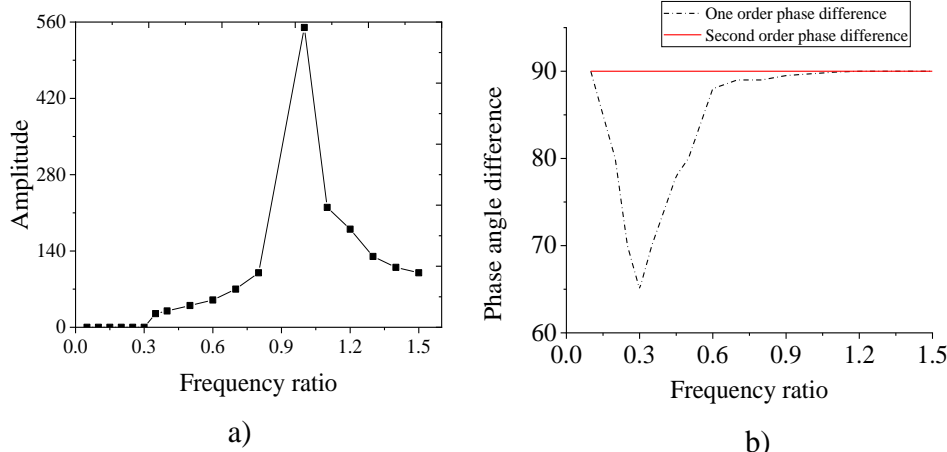 560
420
280
140
0
Amplitude
0.0 0.3 0.6 0.9 1.2 1.5
Frequency ratio
a)
One order phase difference
Second order phase difference
90
80
70
60
Phase angle difference
0.0 0.3 0.6 0.9 1.2 1.5
Frequency ratio
b)